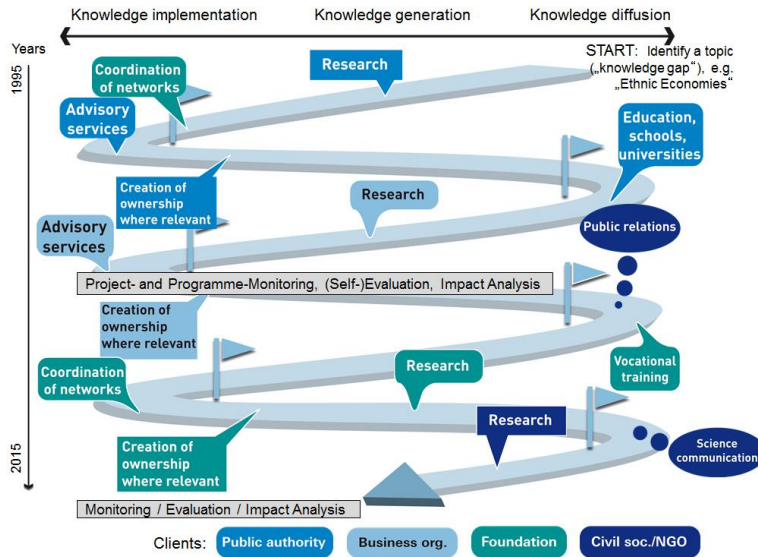 Knowledge implementation
Knowledge generation
Knowledge diffusion
Years
1995
START: Identify a topic
(„knowledge gap“), e.g.
„Ethnic Economies“
Research
Coordination
of networks
Advisory
services
Education,
schools,
universities
Creation of
ownership
where relevant
Research
Public relations
Advisory
services
Project- and Programme-Monitoring, (Self-)Evaluation, Impact Analysis
Creation of
ownership
where relevant
Vocational
training
Coordination
of networks
Research
Research
Creation of
ownership
where relevant
Science
communication
2015
Monitoring / Evaluation / Impact Analysis
Clients:
Public authority
Business org.
Foundation
Civil soc./NGO